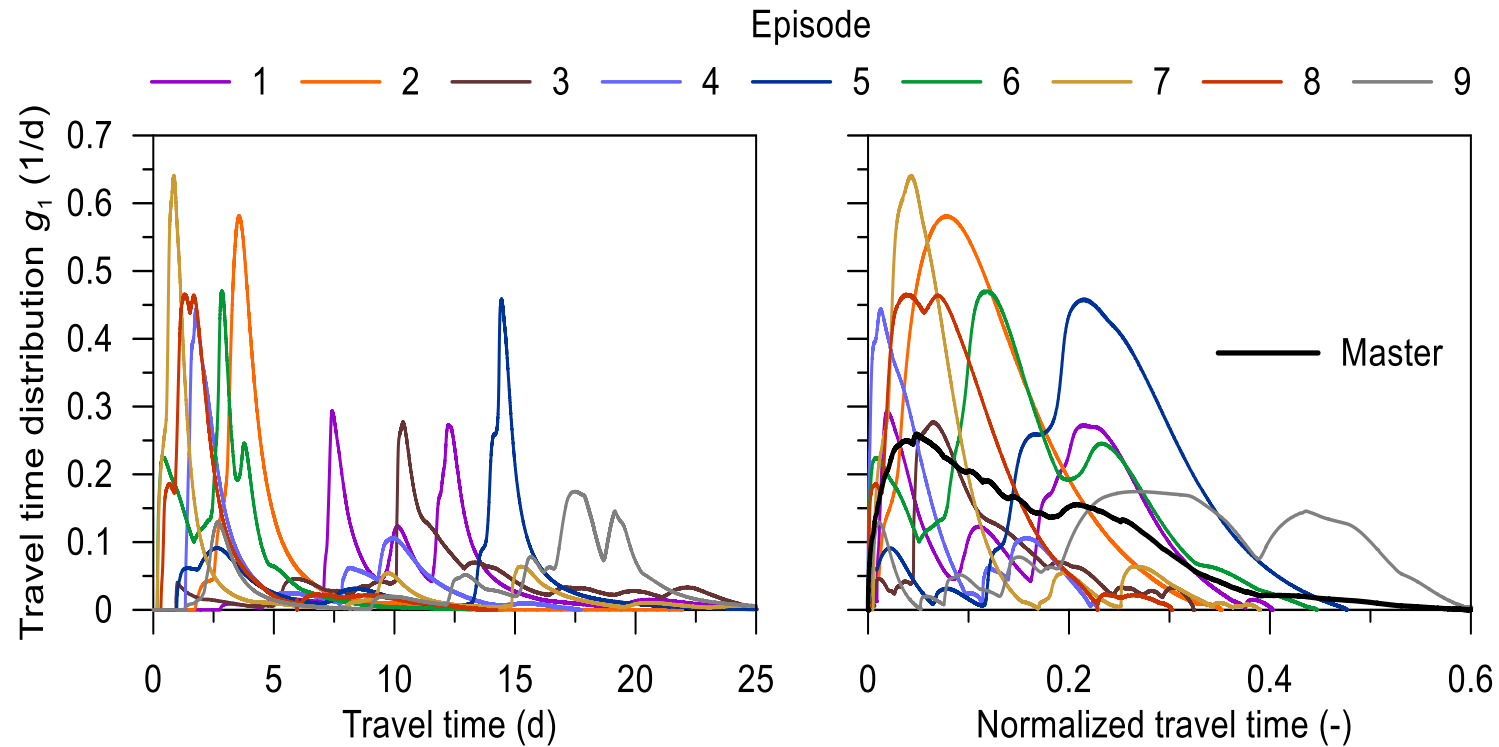 Episode
1 2 3 4 5 6 7 8 9
Travel time distribution g₁ (1/d)
0.7
0.6
0.5
0.4
0.3
0.2
0.1
0
0 5 10 15 20 25
Travel time (d)
Master
0 0.2 0.4 0.6
Normalized travel time (-)